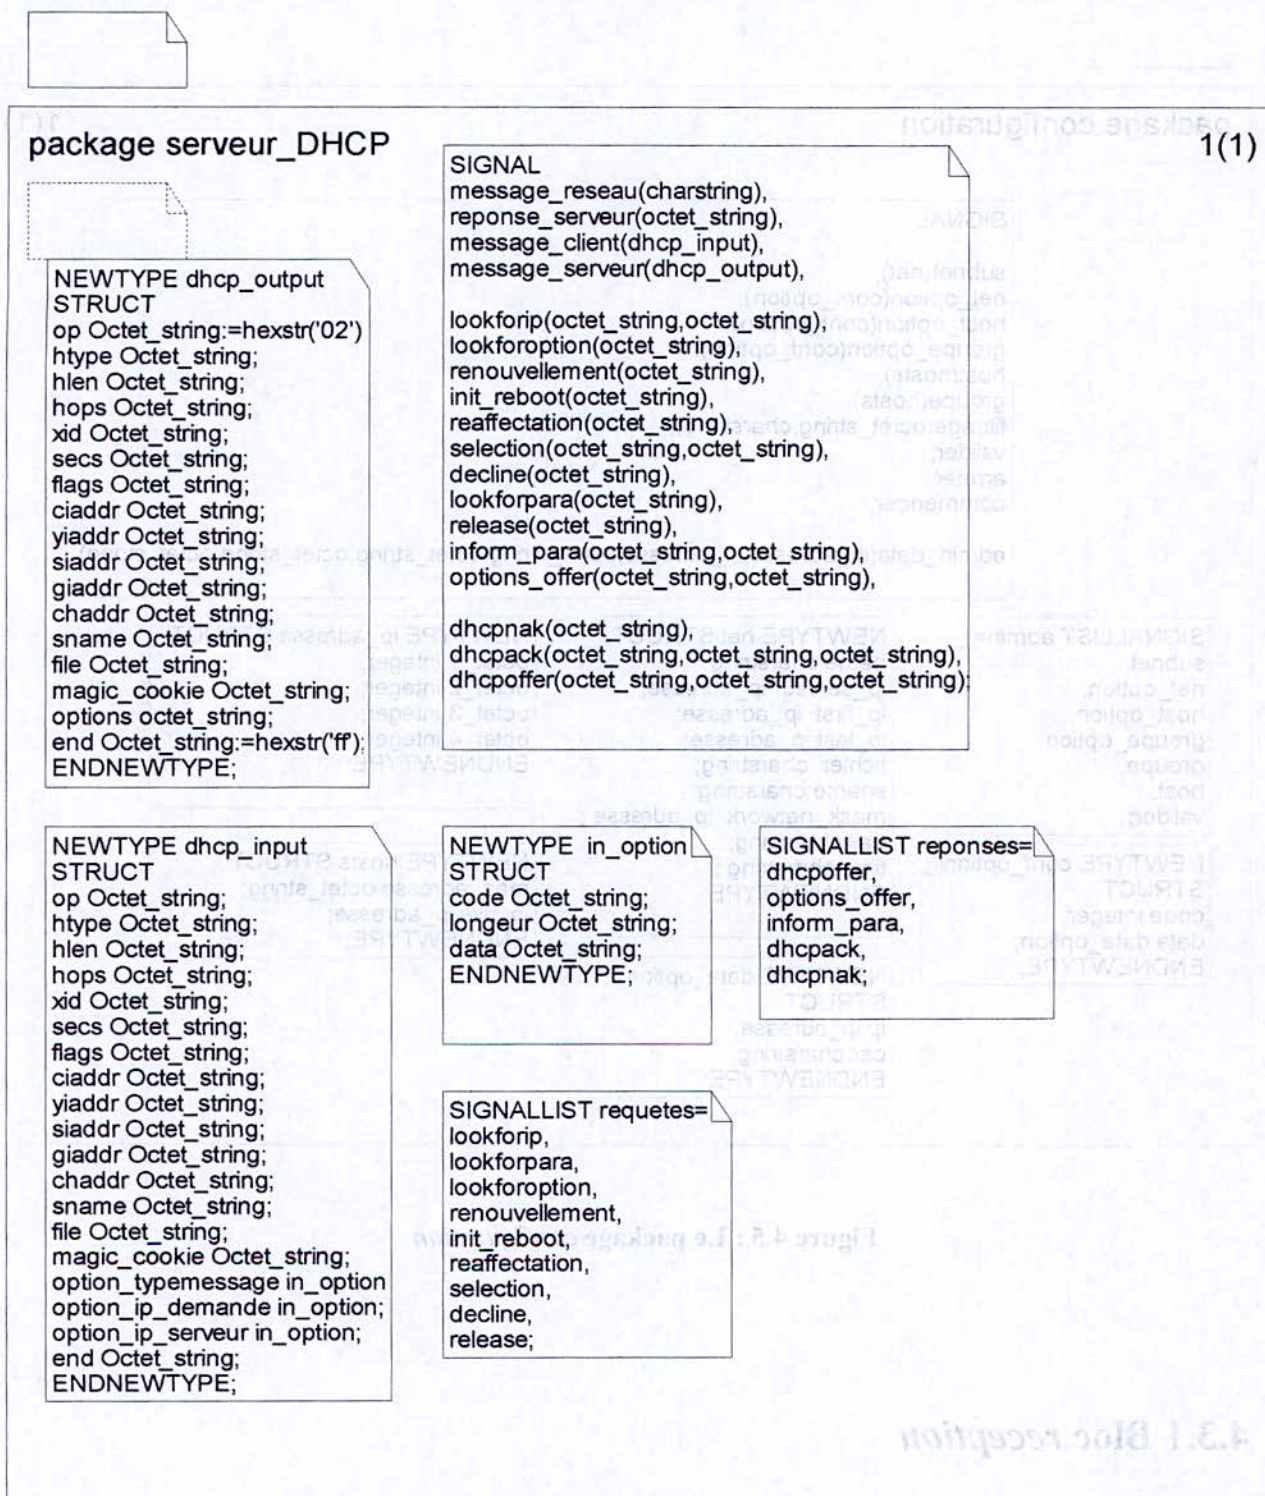 package serveur_DHCP
1(1)
NEWTYPE dhcp_output
STRUCT
op Octet_string:=hexstr('02')
htype Octet_string;
hlen Octet_string;
hops Octet_string;
xid Octet_string;
secs Octet_string;
flags Octet_string;
ciaddr Octet_string;
yiaddr Octet_string;
siaddr Octet_string;
giaddr Octet_string;
chaddr Octet_string;
sname Octet_string;
file Octet_string;
magic_cookie Octet_string;
options octet_string;
end Octet_string:=hexstr('ff');
ENDNEWTYPE;
SIGNAL
message_reseau(charstring),
reponse_serveur(octet_string),
message_client(dhcp_input),
message_serveur(dhcp_output),
lookforip(octet_string,octet_string),
lookforoption(octet_string),
renouvellement(octet_string),
init_reboot(octet_string),
reaffectation(octet_string),
selection(octet_string,octet_string),
decline(octet_string),
lookforpara(octet_string),
release(octet_string),
inform_para(octet_string,octet_string),
options_offer(octet_string,octet_string),
dhcpnak(octet_string),
dhcpack(octet_string,octet_string,octet_string),
dhcpoffer(octet_string,octet_string,octet_string);
NEWTYPE dhcp_input
STRUCT
op Octet_string;
htype Octet_string;
hlen Octet_string;
hops Octet_string;
xid Octet_string;
secs Octet_string;
flags Octet_string;
ciaddr Octet_string;
yiaddr Octet_string;
siaddr Octet_string;
giaddr Octet_string;
chaddr Octet_string;
sname Octet_string;
file Octet_string;
magic_cookie Octet_string;
option_typemessage in_option
option_ip_demande in_option;
option_ip_serveur in_option;
end Octet_string;
ENDNEWTYPE;
NEWTYPE in_option
STRUCT
code Octet_string;
longeur Octet_string;
data Octet_string;
ENDNEWTYPE;
SIGNALLIST reponses=
dhcpoffer,
options_offer,
inform_para,
dhcpack,
dhcpnak;
SIGNALLIST requetes=
lookforip,
lookforpara,
lookforoption,
renouvellement,
init_reboot,
reaffectation,
selection,
decline,
release;